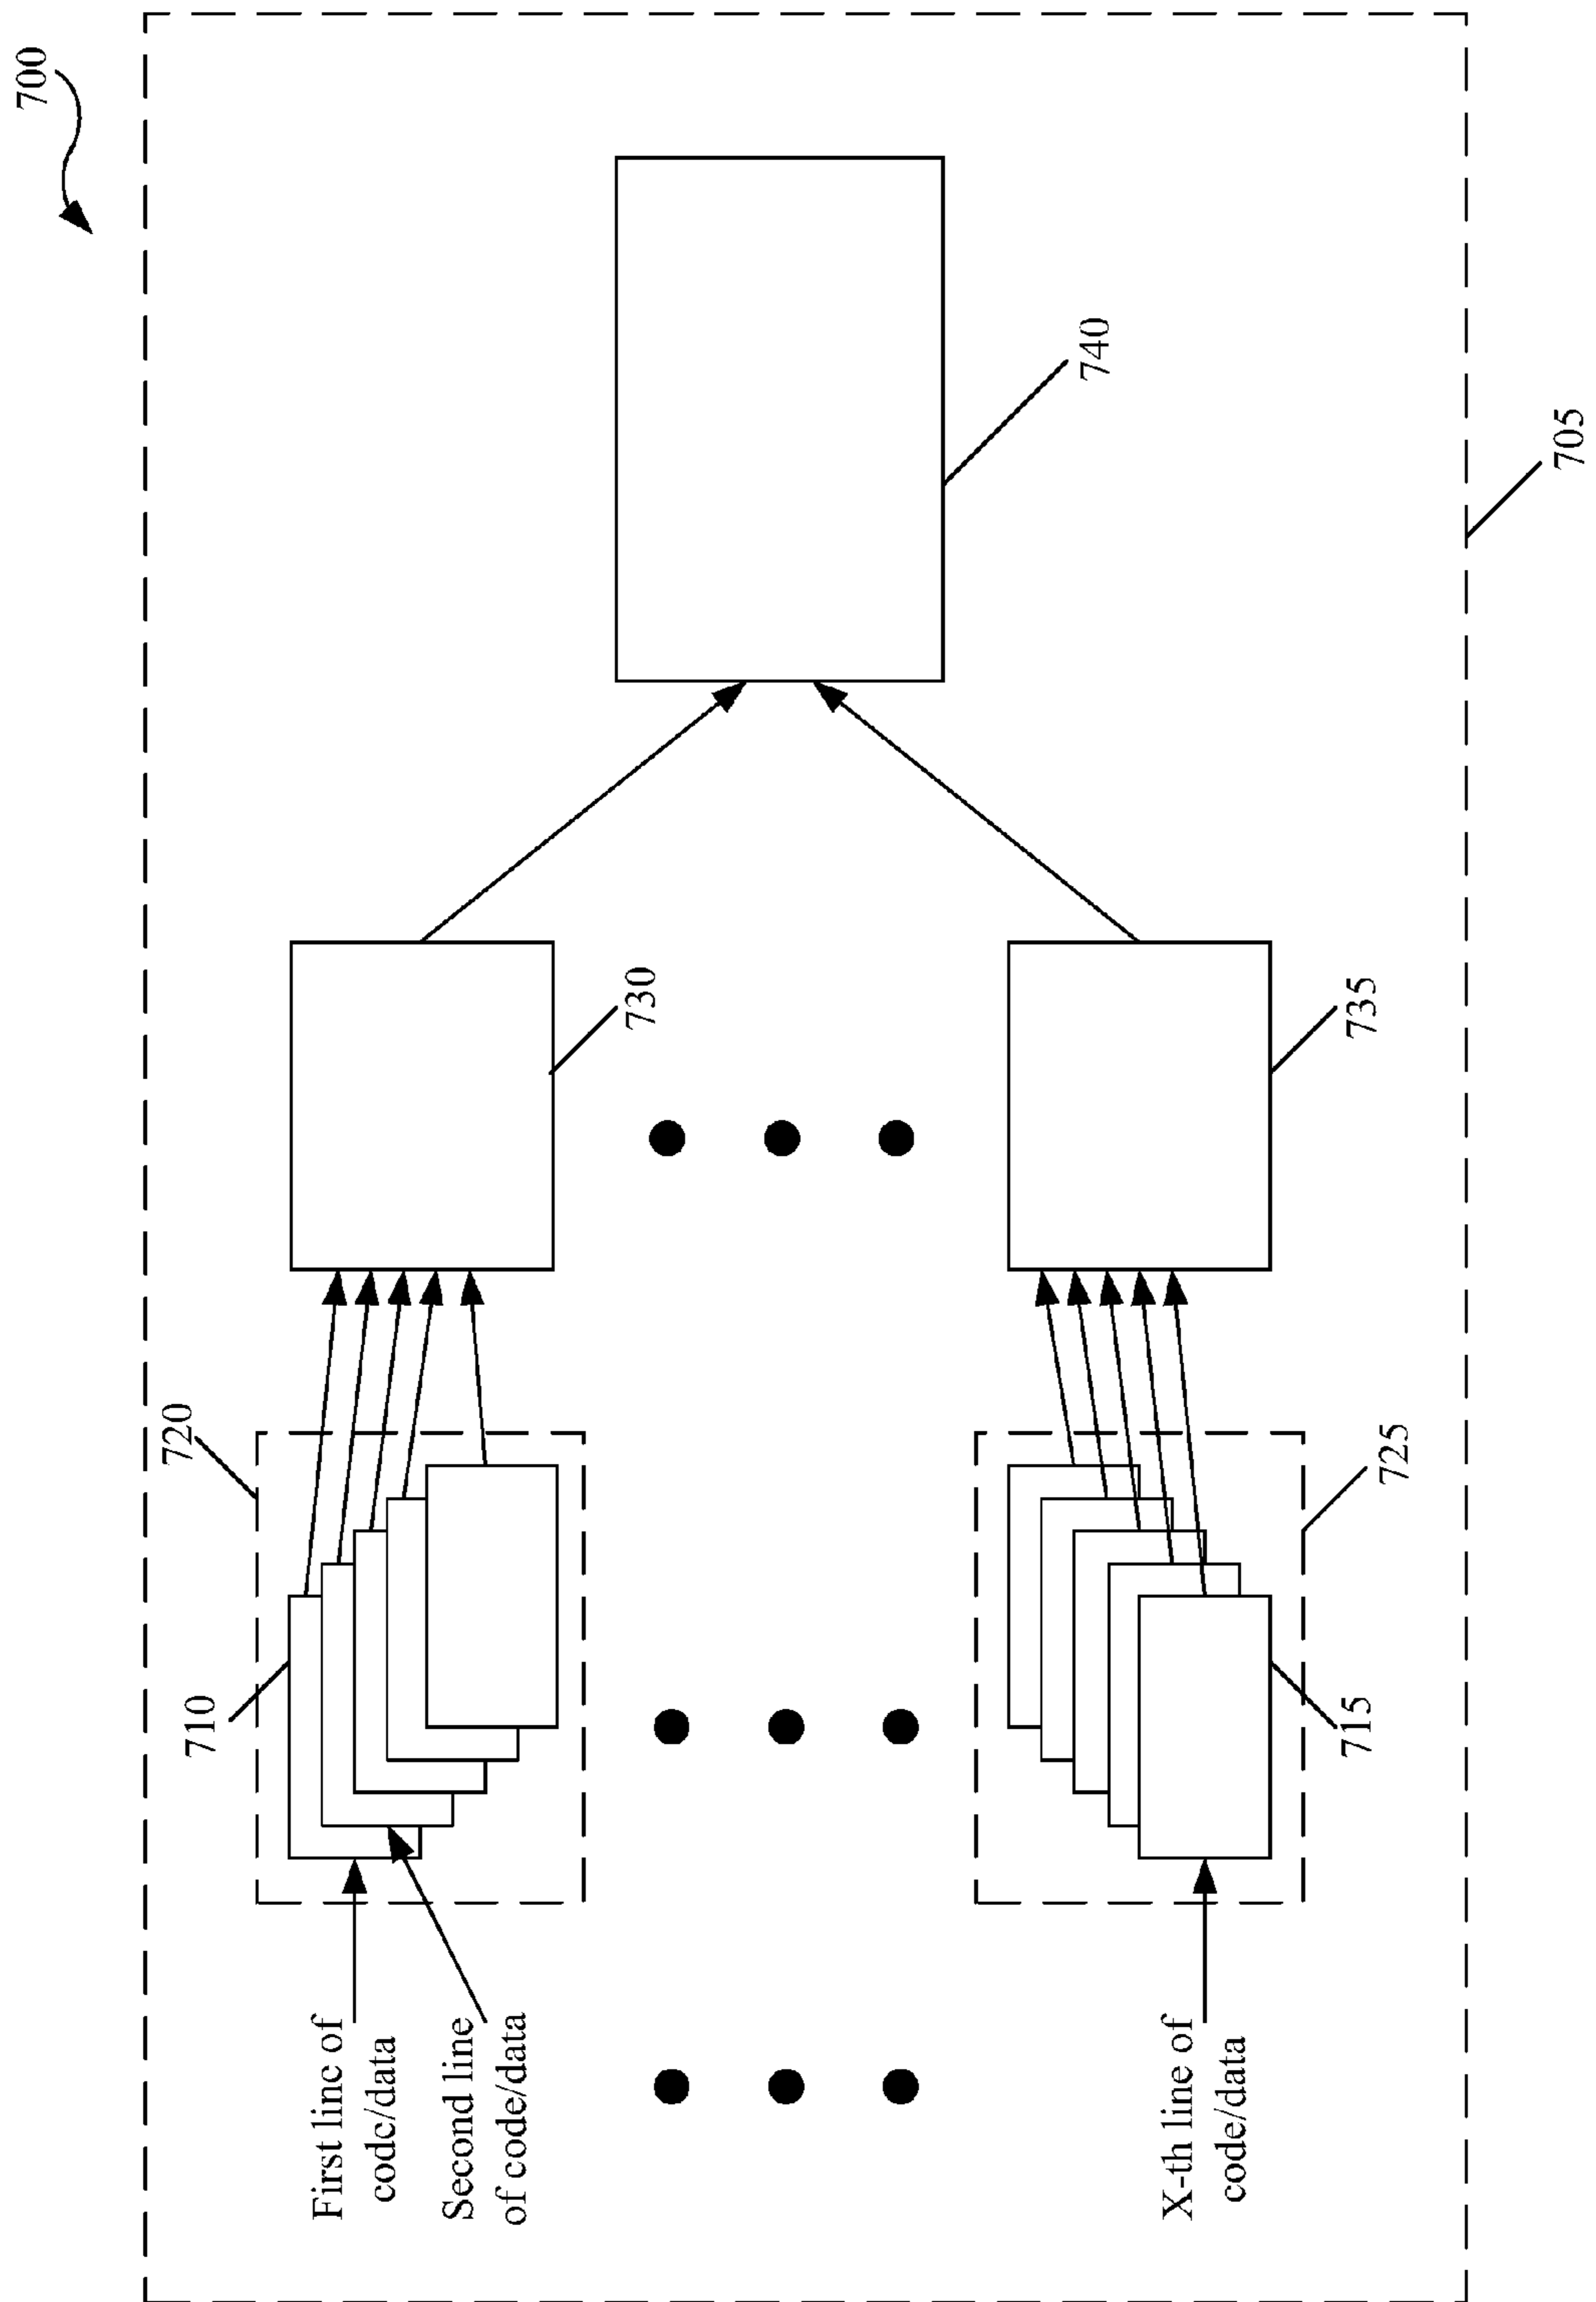 700
720
710
First line of
code/data
Second line
of code/data
730
740
725
735
715
X-th line of
code/data
705